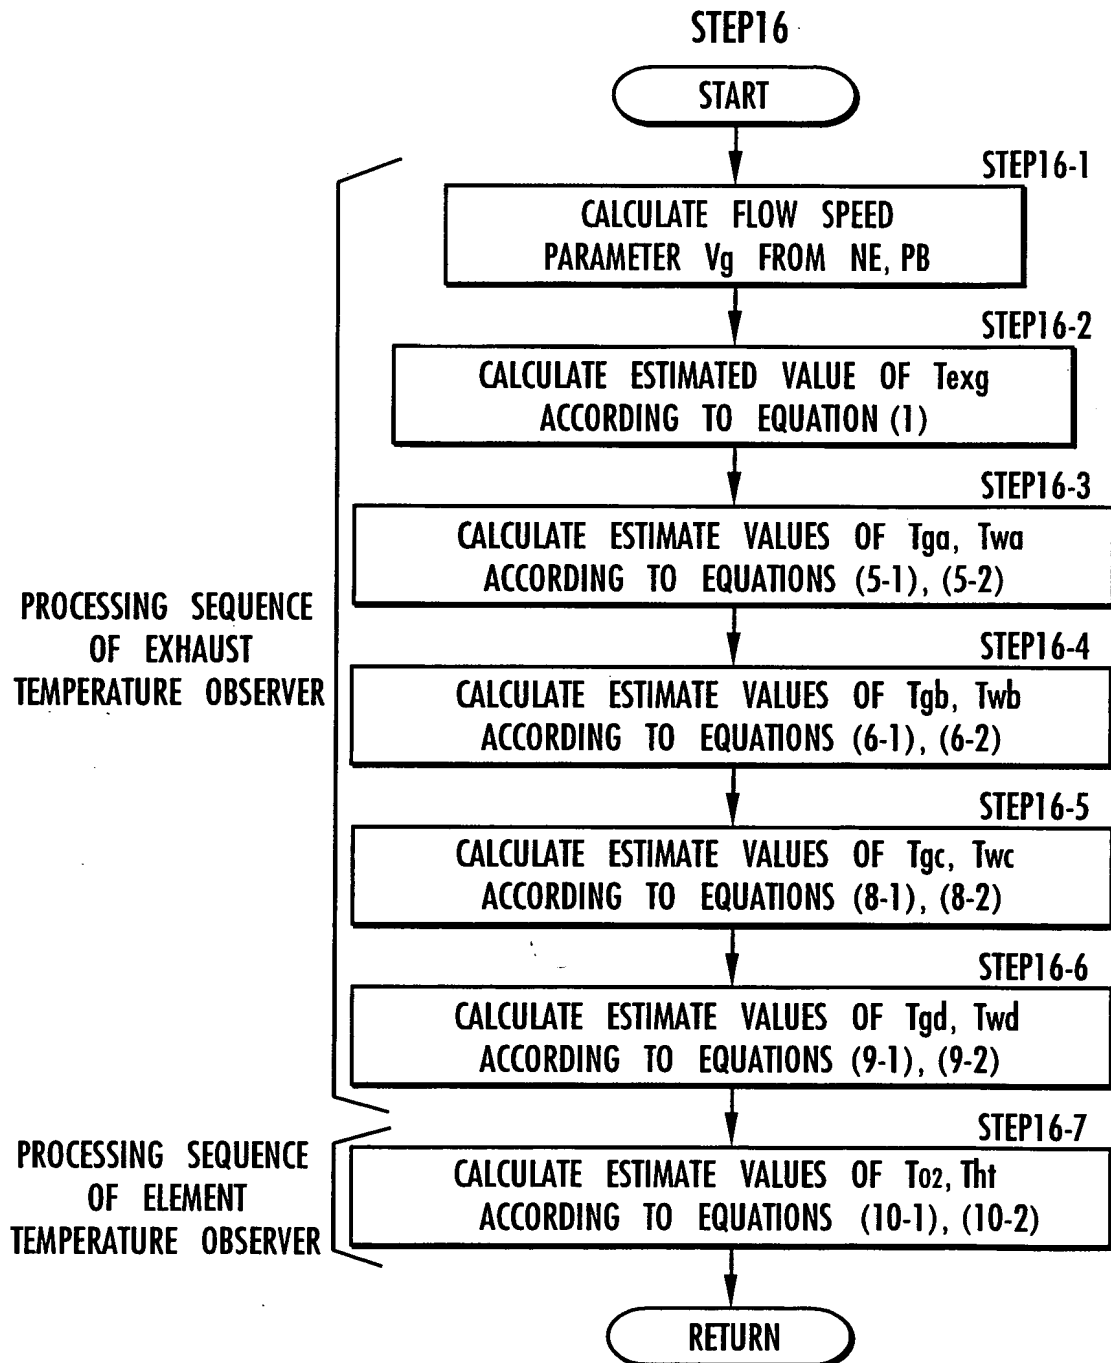 STEP16
START
STEP16-1
CALCULATE FLOW SPEED
PARAMETER Vg FROM NE, PB
STEP16-2
CALCULATE ESTIMATED VALUE OF Texg
ACCORDING TO EQUATION (1)
STEP16-3
CALCULATE ESTIMATE VALUES OF Tga, Twa
ACCORDING TO EQUATIONS (5-1), (5-2)
PROCESSING SEQUENCE
OF EXHAUST
TEMPERATURE OBSERVER
STEP16-4
CALCULATE ESTIMATE VALUES OF Tgb, Twb
ACCORDING TO EQUATIONS (6-1), (6-2)
STEP16-5
CALCULATE ESTIMATE VALUES OF Tgc, Twc
ACCORDING TO EQUATIONS (8-1), (8-2)
STEP16-6
CALCULATE ESTIMATE VALUES OF Tgd, Twd
ACCORDING TO EQUATIONS (9-1), (9-2)
STEP16-7
PROCESSING SEQUENCE
OF ELEMENT
TEMPERATURE OBSERVER
CALCULATE ESTIMATE VALUES OF To2, Tht
ACCORDING TO EQUATIONS (10-1), (10-2)
RETURN